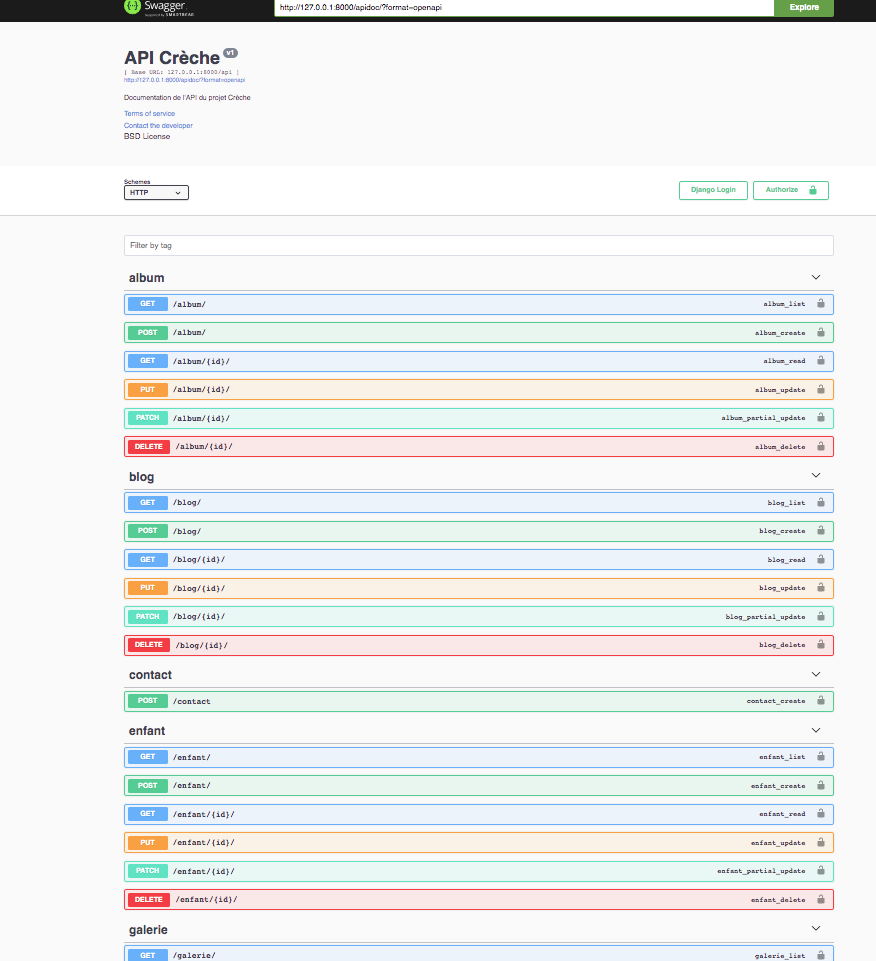 Swagger.
Supported by SMARTBEAR
http://127.0.0.1:8000/apidoc/?format=openapi
Explore
API Crèche v1
[ Base URL: 127.0.0.1:8000/api ]
http://127.0.0.1:8000/apidoc/?format=openapi
Documentation de l'API du projet Crèche
Terms of service
Contact the developer
BSD License
Schemes
HTTP
Django Login
Authorize
Filter by tag
album
GET /album/ album_list
POST /album/ album_create
GET /album/{id}/ album_read
PUT /album/{id}/ album_update
PATCH /album/{id}/ album_partial_update
DELETE /album/{id}/ album_delete
blog
GET /blog/ blog_list
POST /blog/ blog_create
GET /blog/{id}/ blog_read
PUT /blog/{id}/ blog_update
PATCH /blog/{id}/ blog_partial_update
DELETE /blog/{id}/ blog_delete
contact
POST /contact contact_create
enfant
GET /enfant/ enfant_list
POST /enfant/ enfant_create
GET /enfant/{id}/ enfant_read
PUT /enfant/{id}/ enfant_update
PATCH /enfant/{id}/ enfant_partial_update
DELETE /enfant/{id}/ enfant_delete
galerie
GET /galerie/ galerie_list